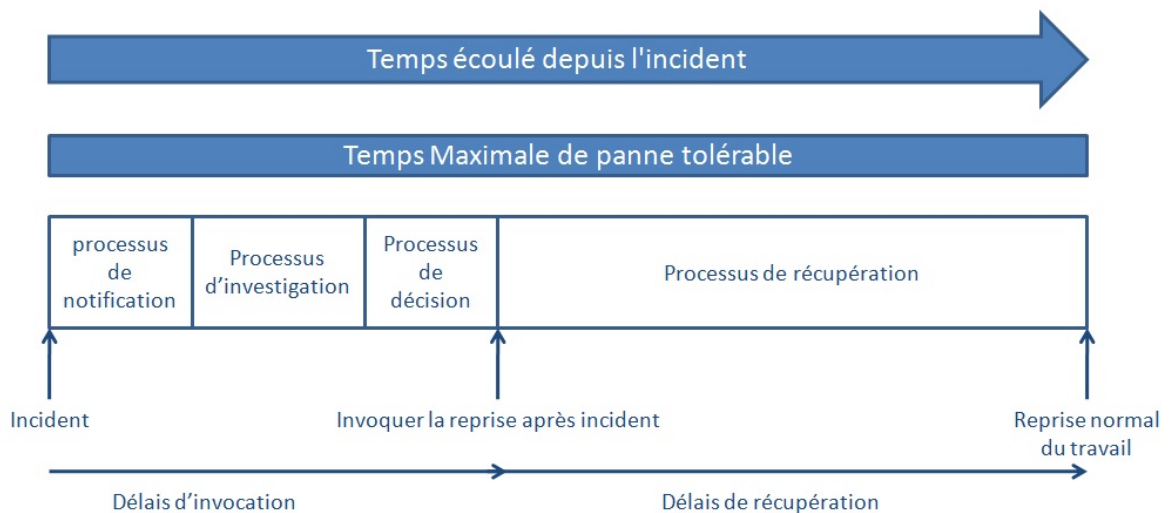 Temps écoulé depuis l'incident
Temps Maximale de panne tolérable
processus
de
notification
Processus
d’investigation
Processus
de
décision
Processus de récupération
Incident
Invoquer la reprise après incident
Reprise normal
du travail
Délais d’invocation
Délais de récupération